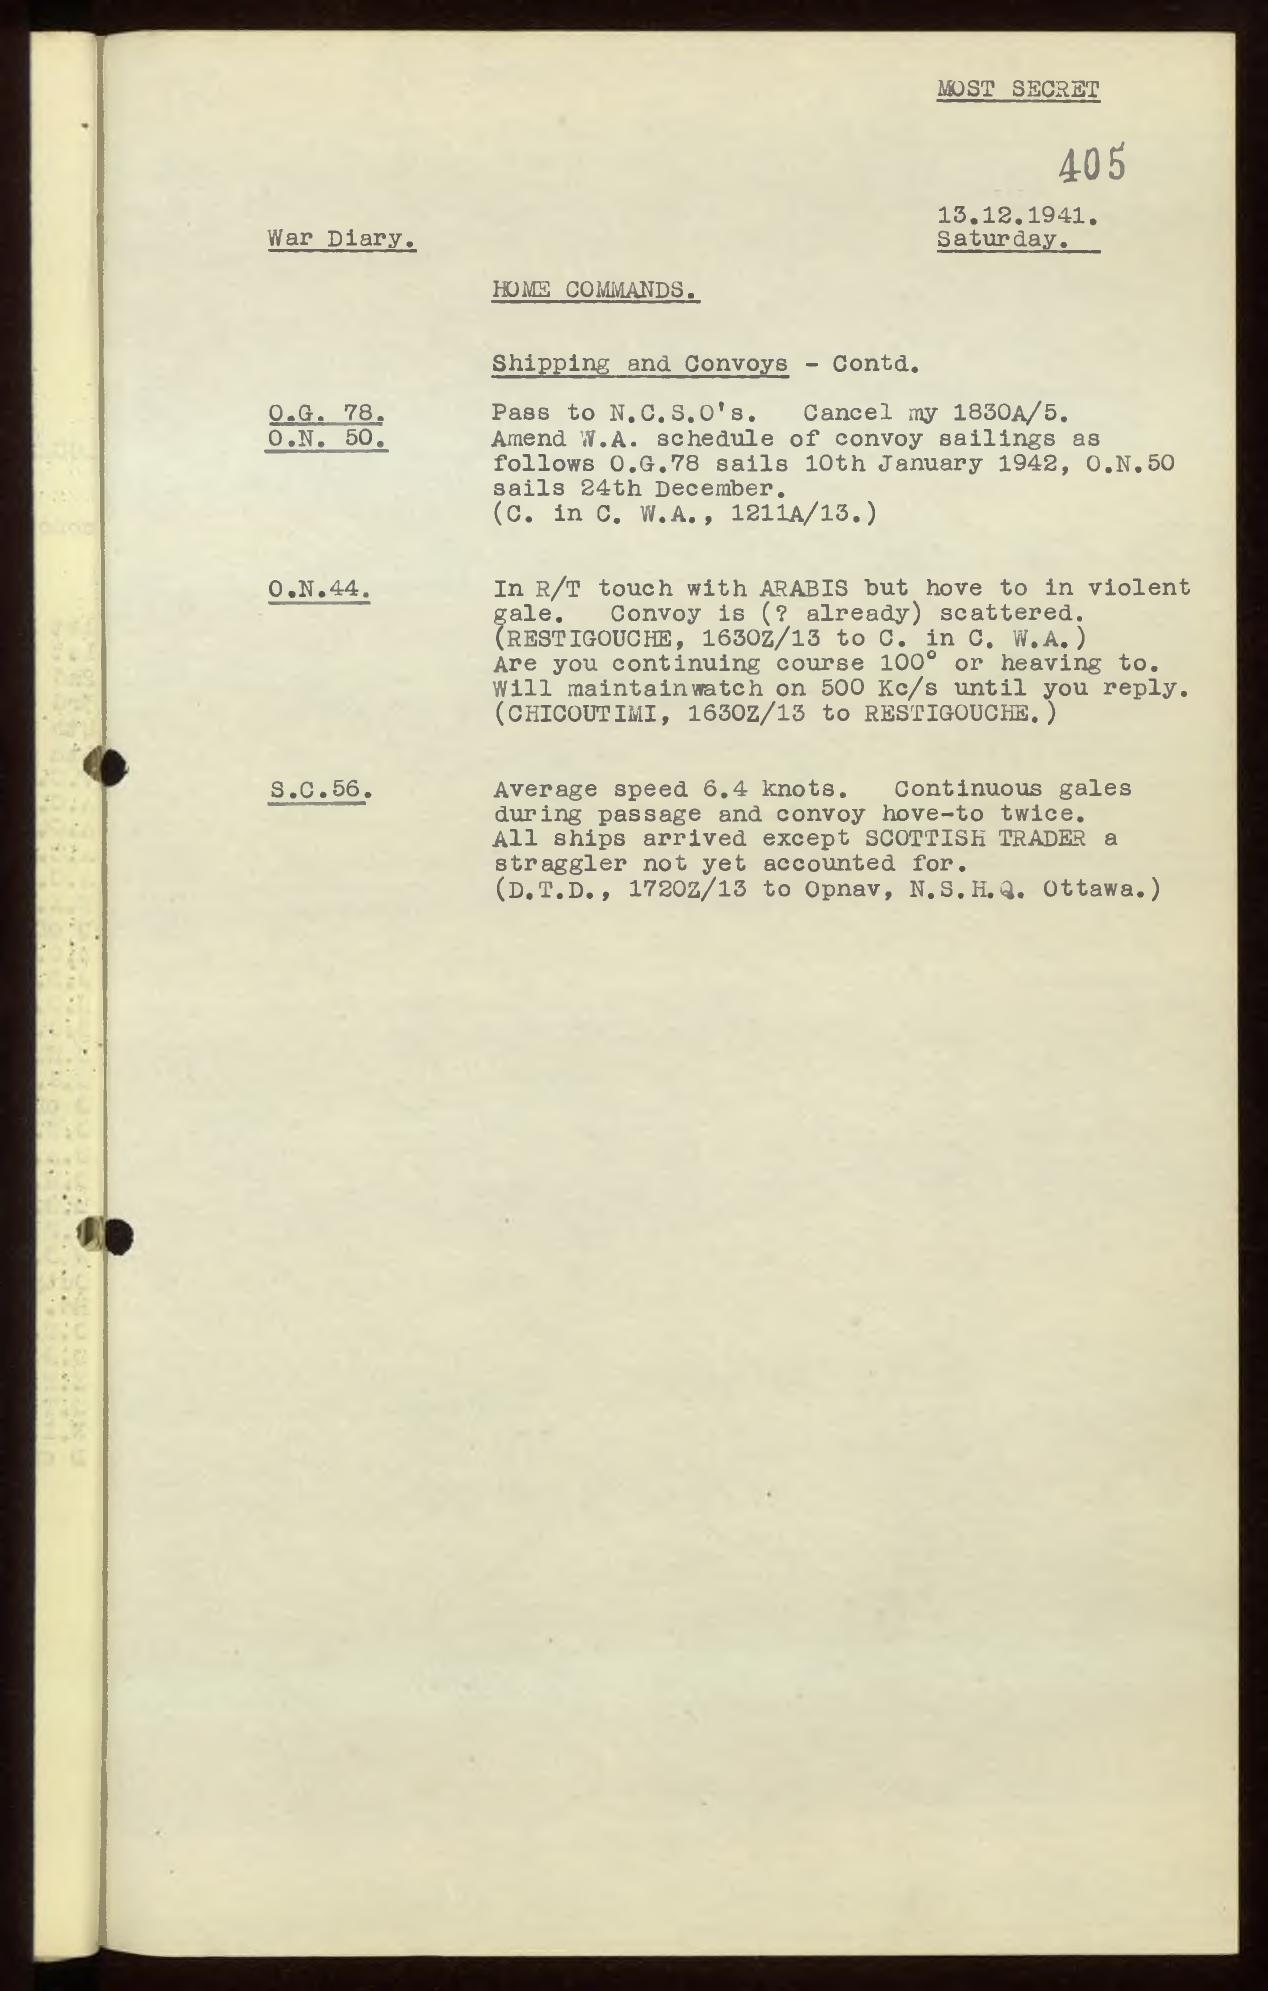 MOST SECRET
405
13.12.1941.
War Diary.
Saturday.
HOME COMMANDS.
Shipping and Convoys - Contd.
O.G. 78.
O.N. 50.
Pass to N.C.S.O's. Cancel my 1830A/5.
Amend W.A. schedule of convoy sailings as
follows O.G.78 sails 10th January 1942, O.N.50
sails 24th December.
(C. in C. W.A., 1211A/13.)
O.N.44.
In R/T touch with ARABIS but hove to in violent
gale. Convoy is (? already) scattered.
(RESTIGOUCHE, 1630Z/13 to C. in C. W.A.)
Are you continuing course 100° or heaving to.
Will maintainwatch on 500 Kc/s until you reply.
(CHICOUTIMI, 1630Z/13 to RESTIGOUCHE.)
S.C.56.
Average speed 6.4 knots. Continuous gales
during passage and convoy hove-to twice.
All ships arrived except SCOTTISH TRADER a
straggler not yet accounted for.
(D.T.D., 1720Z/13 to Opnav, N.S.H.Q. Ottawa.)